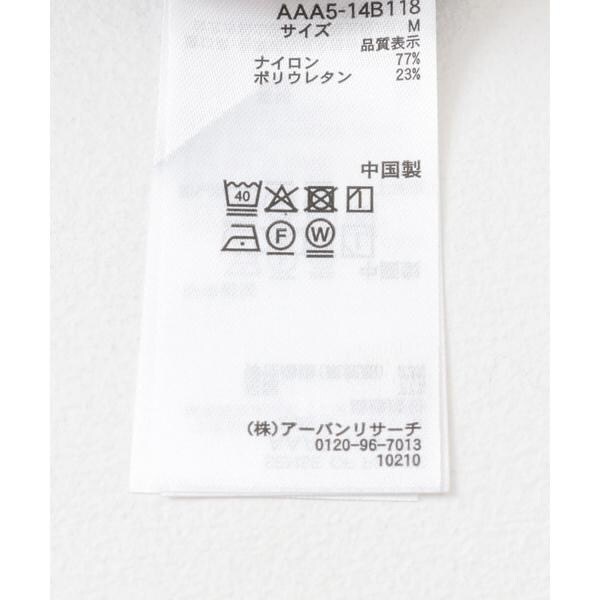 AAA5-14B118
サイズ M
品質表示
ナイロン 77%
ポリウレタン 23%
中国製
40
F W
(株)アーバンリサーチ
0120-96-7013
10210